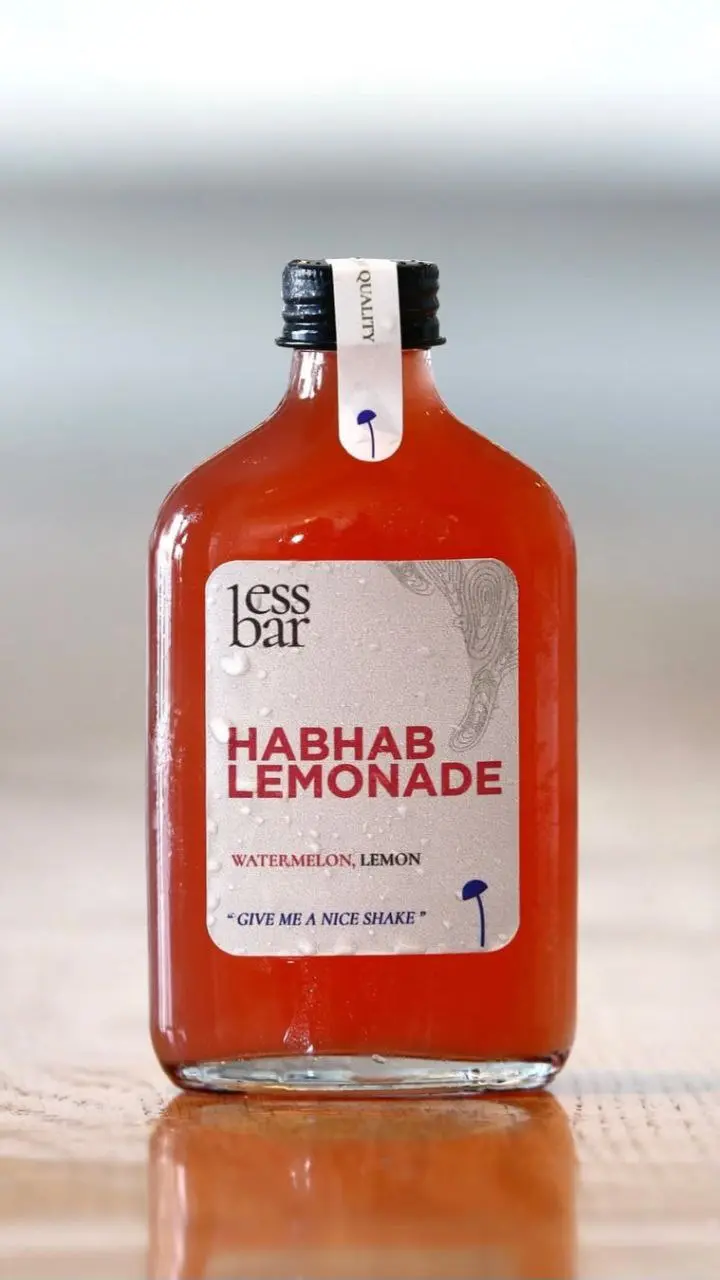 QUALITY
less
bar
HABHAB
LEMONADE
WATERMELON, LEMON
“ GIVE ME A NICE SHAKE ”